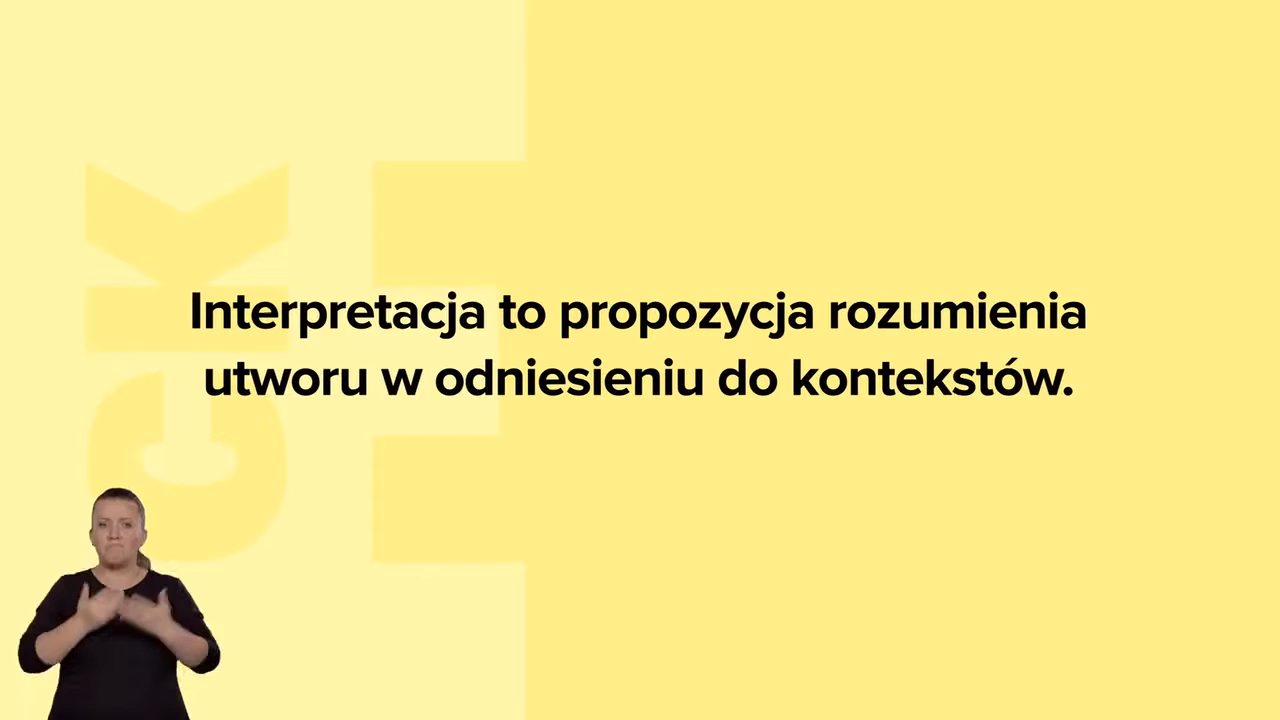 Interpretacja to propozycja rozumienia
utworu w odniesieniu do kontekstów.